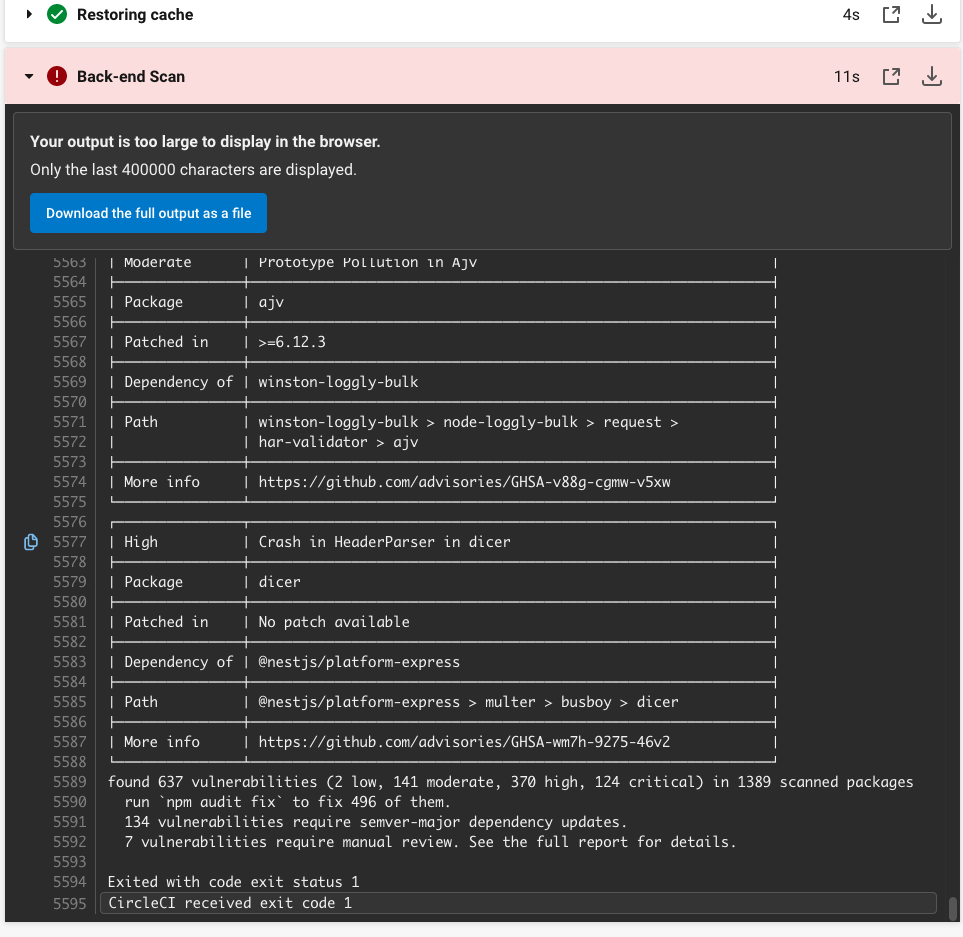 Restoring cache 4s
Back-end Scan 11s
Your output is too large to display in the browser.
Only the last 400000 characters are displayed.
Download the full output as a file
5563 | Moderate | Prototype Pollution in Ajv |
5564
5565 | Package | ajv |
5566
5567 | Patched in | >=6.12.3 |
5568
5569 | Dependency of | winston-loggly-bulk |
5570
5571 | Path | winston-loggly-bulk > node-loggly-bulk > request > |
5572 | | har-validator > ajv |
5573
5574 | More info | https://github.com/advisories/GHSA-v88g-cgmw-v5xw |
5575
5576
5577 | High | Crash in HeaderParser in dicer |
5578
5579 | Package | dicer |
5580
5581 | Patched in | No patch available |
5582
5583 | Dependency of | @nestjs/platform-express |
5584
5585 | Path | @nestjs/platform-express > multer > busboy > dicer |
5586
5587 | More info | https://github.com/advisories/GHSA-wm7h-9275-46v2 |
5588
5589 found 637 vulnerabilities (2 low, 141 moderate, 370 high, 124 critical) in 1389 scanned packages
5590 run `npm audit fix` to fix 496 of them.
5591 134 vulnerabilities require semver-major dependency updates.
5592 7 vulnerabilities require manual review. See the full report for details.
5593
5594 Exited with code exit status 1
5595 CircleCI received exit code 1